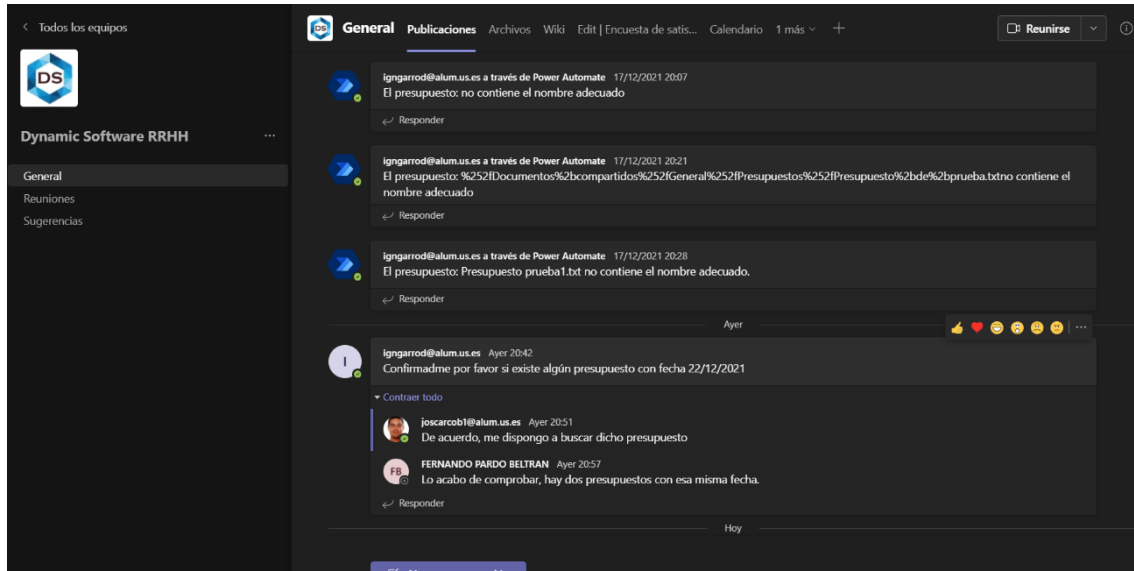 Todos los equipos
DS
Dynamic Software RRHH
General
Reuniones
Sugerencias
DS
General Publicaciones Archivos Wiki Edit | Encuesta de satis... Calendario 1 más
Reunirse
igngarrod@alum.us.es a través de Power Automate 17/12/2021 20:07
El presupuesto: no contiene el nombre adecuado
Responder
igngarrod@alum.us.es a través de Power Automate 17/12/2021 20:21
El presupuesto: %252fDocumentos%2bcompartidos%252fGeneral%252fPresupuestos%252fPresupuesto%2bde%2bprueba.txtno contiene el
nombre adecuado
Responder
igngarrod@alum.us.es a través de Power Automate 17/12/2021 20:28
El presupuesto: Presupuesto prueba1.txt no contiene el nombre adecuado.
Responder
Ayer
I
igngarrod@alum.us.es Ayer 20:42
Confirmadme por favor si existe algún presupuesto con fecha 22/12/2021
Contraer todo
joscarcob1@alum.us.es Ayer 20:51
De acuerdo, me dispongo a buscar dicho presupuesto
FB
FERNANDO PARDO BELTRAN Ayer 20:57
Lo acabo de comprobar, hay dos presupuestos con esa misma fecha.
Responder
Hoy